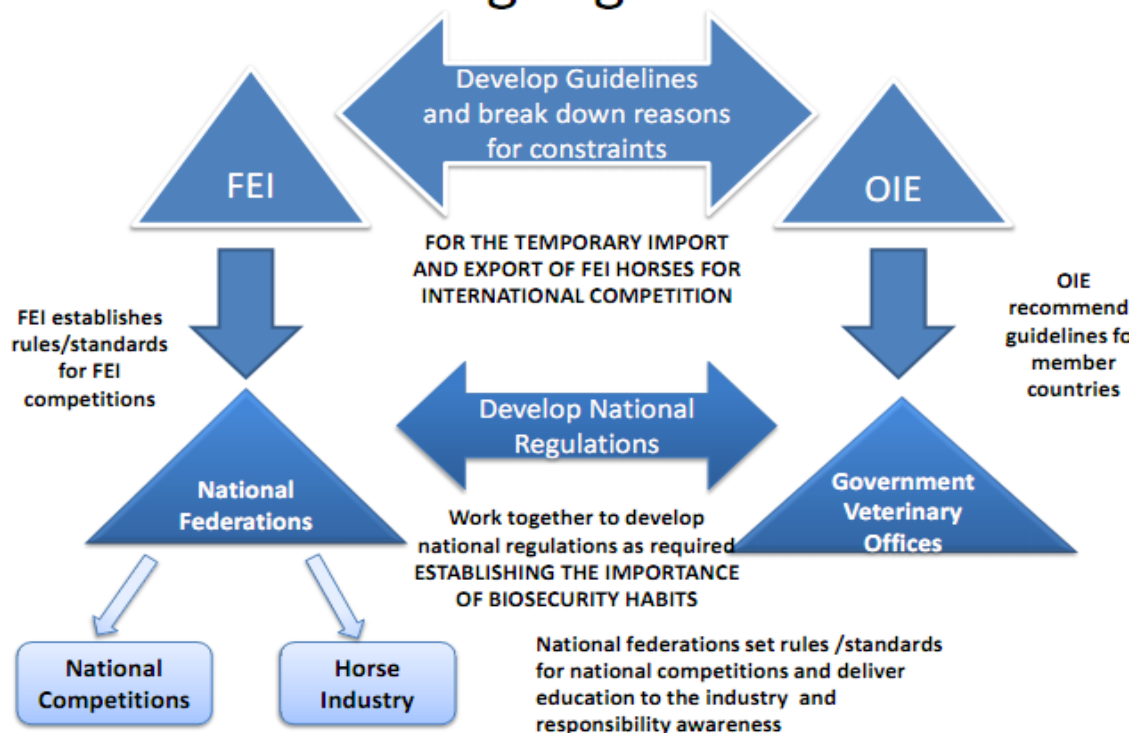 Develop Guidelines
and break down reasons
for constraints
FEI
OIE
FOR THE TEMPORARY IMPORT
AND EXPORT OF FEI HORSES FOR
INTERNATIONAL COMPETITION
FEI establishes
rules/standards
for FEI
competitions
OIE
recommend
guidelines fo
member
countries
Develop National
Regulations
National
Federations
Government
Veterinary
Offices
Work together to develop
national regulations as required
ESTABLISHING THE IMPORTANCE
OF BIOSECURITY HABITS
National
Competitions
Horse
Industry
National federations set rules /standards
for national competitions and deliver
education to the industry and
responsibility awareness